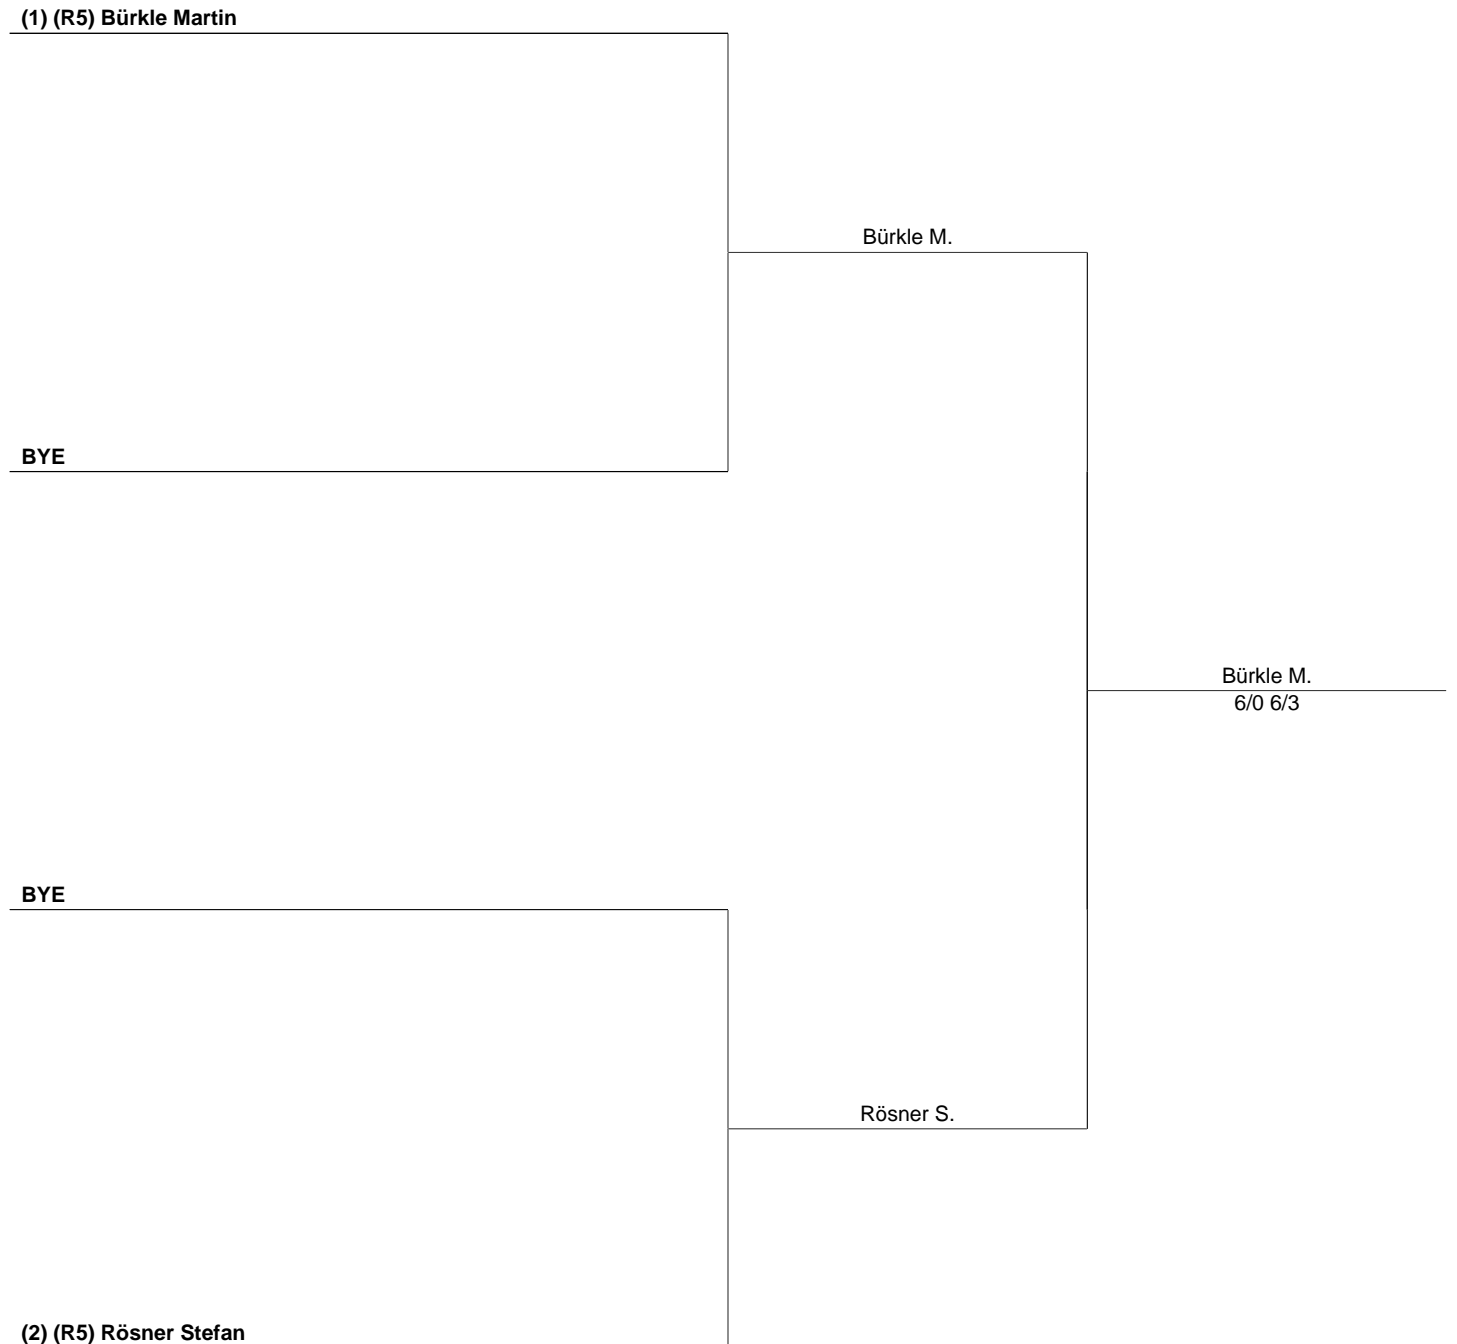 (1) (R5) Bürkle Martin
Bürkle M.
BYE
Bürkle M.
6/0 6/3
BYE
Rösner S.
(2) (R5) Rösner Stefan